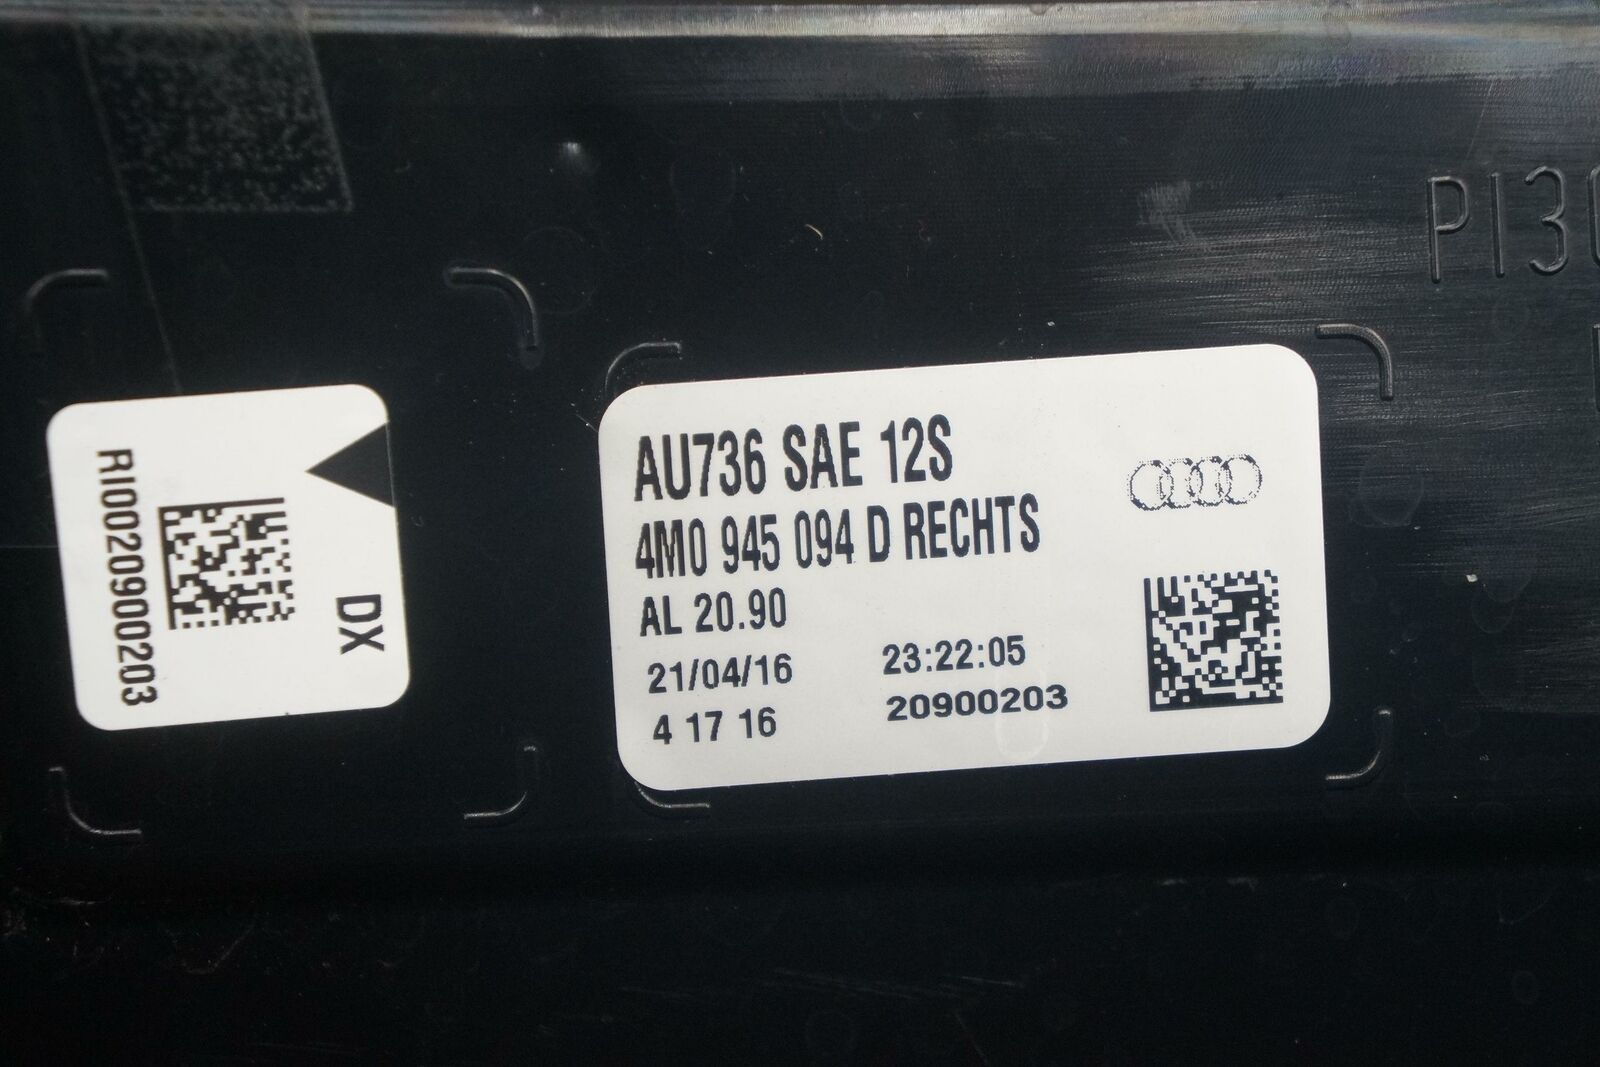 PI3
RI0020900203
DX
AU736 SAE 12S
4M0 945 094 D RECHTS
AL 20.90
21/04/16 23:22:05
4 17 16 20900203